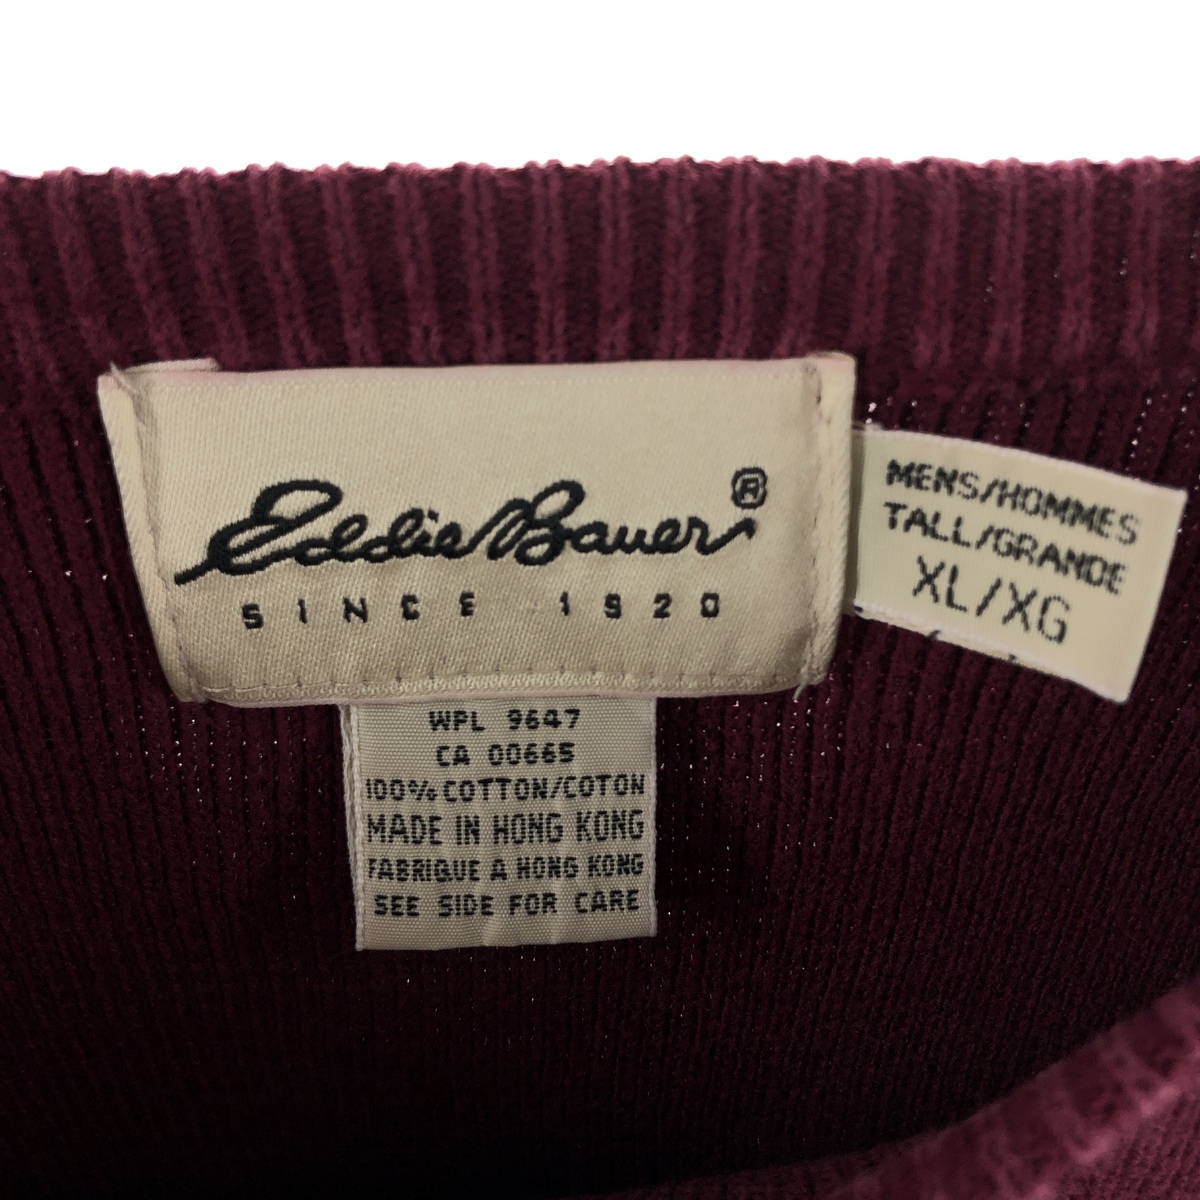 Eddie Bauer ®
SINCE 1920
MENS/HOMMES
TALL/GRANDE
XL/XG
WPL 9647
CA 00665
100% COTTON/COTON
MADE IN HONG KONG
FABRIQUE A HONG KONG
SEE SIDE FOR CARE